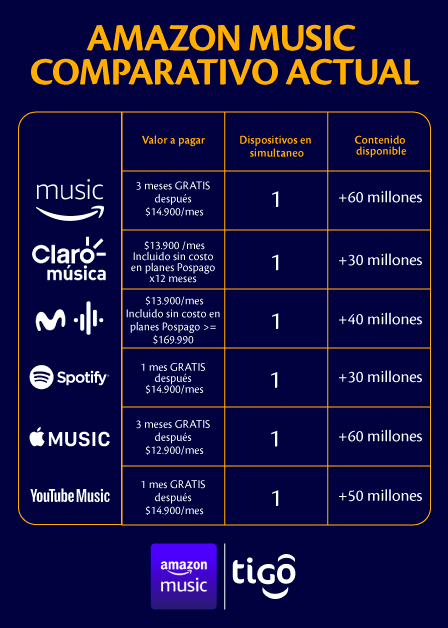 AMAZON MUSIC
COMPARATIVO ACTUAL
Valor a pagar
Dispositivos en
simultaneo
Contenido
disponible
music
3 meses GRATIS
después
$14.900/mes
1
+60 millones
Claro
música
$13.900 /mes
Incluido sin costo
en planes Pospago
x12 meses
1
+30 millones
$13.900/mes
Incluido sin costo en
planes Pospago >=
$169.990
1
+40 millones
Spotify
1 mes GRATIS
después
$14.900/mes
1
+30 millones
MUSIC
3 meses GRATIS
después
$12.900/mes
1
+60 millones
YouTube Music
1 mes GRATIS
después
$14.900/mes
1
+50 millones
amazon
music
tigo